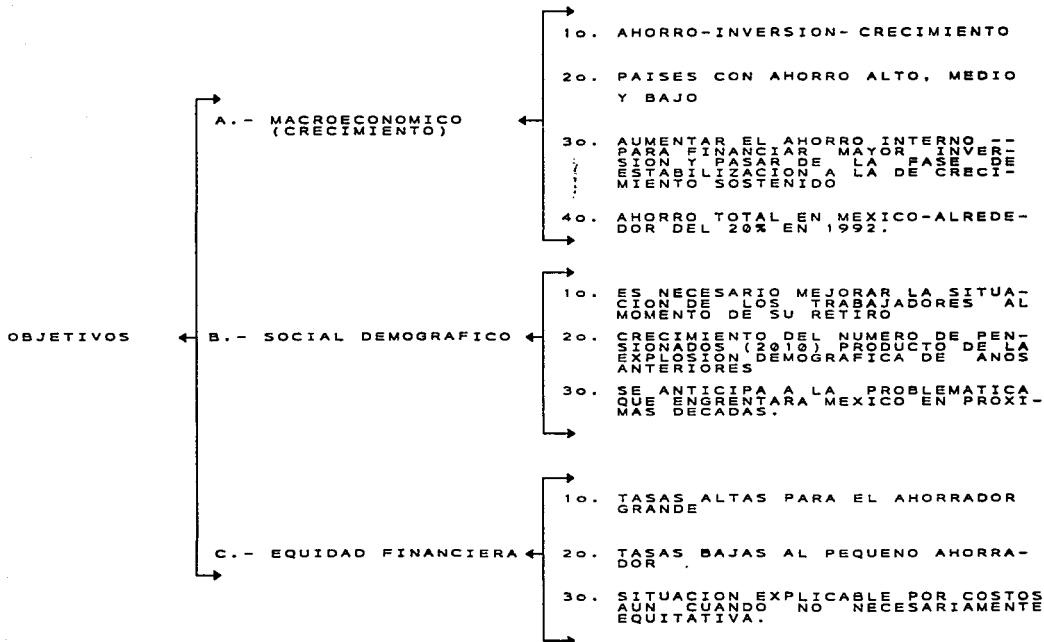 1o. AHORRO-INVERSION-CRECIMIENTO
2o. PAISES CON AHORRO ALTO, MEDIO
Y BAJO
A.- MACROECONOMICO
(CRECIMIENTO)
3o. AUMENTAR EL AHORRO INTERNO --
PARA FINANCIAR MAYOR INVER-
SION Y PASAR DE LA FASE DE
ESTABILIZACION A LA DE CRECI-
MIENTO SOSTENIDO
4o. AHORRO TOTAL EN MEXICO-ALREDE-
DOR DEL 20% EN 1992.
OBJETIVOS
B.- SOCIAL DEMOGRAFICO
1o. ES NECESARIO MEJORAR LA SITUA-
CION DE LOS TRABAJADORES AL
MOMENTO DE SU RETIRO
2o. CRECIMIENTO DEL NUMERO DE PEN-
SIONADOS (2010) PRODUCTO DE LA
EXPLOSION DEMOGRAFICA DE ANOS
ANTERIORES
3o. SE ANTICIPA A LA PROBLEMATICA
QUE ENGRENTARA MEXICO EN PROXI-
MAS DECADAS.
C.- EQUIDAD FINANCIERA
1o. TASAS ALTAS PARA EL AHORRADOR
GRANDE
2o. TASAS BAJAS AL PEQUENO AHORRA-
DOR .
3o. SITUACION EXPLICABLE POR COSTOS
AUN CUANDO NO NECESARIAMENTE
EQUITATIVA.